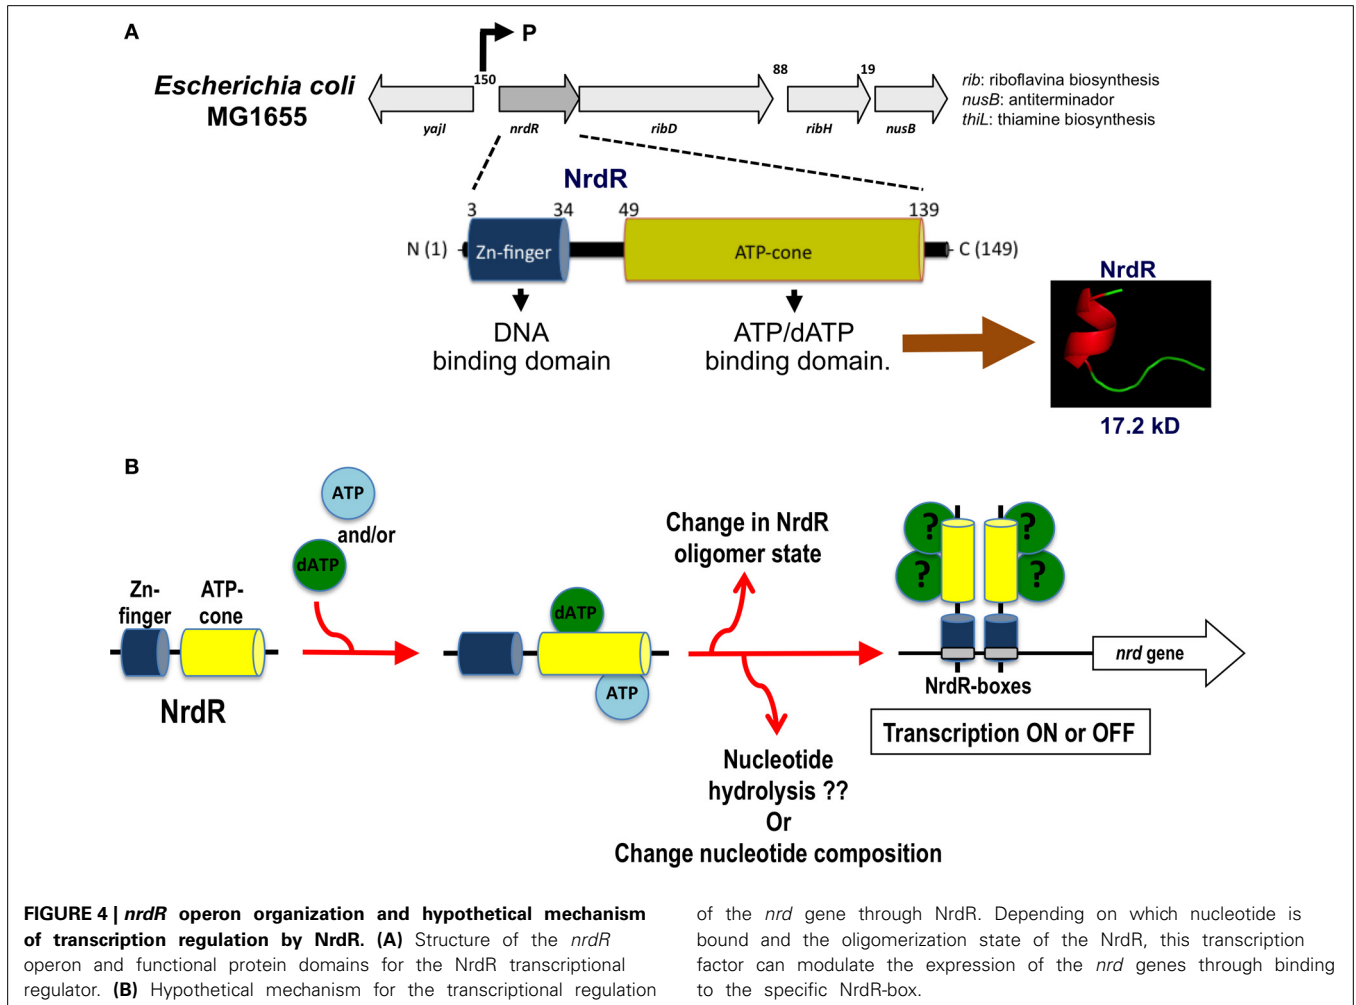 A
P
Escherichia coli
MG1655
150
88
19
yajI
nrdR
ribD
ribH
nusB
rib: riboflavina biosynthesis
nusB: antiterminador
thiL: thiamine biosynthesis
NrdR
3
34
49
139
N (1)
Zn-finger
ATP-cone
C (149)
DNA
binding domain
ATP/dATP
binding domain.
NrdR
17.2 kD
B
ATP
and/or
dATP
Zn-
finger
ATP-
cone
NrdR
dATP
ATP
Change in NrdR
oligomer state
Nucleotide
hydrolysis ??
Or
Change nucleotide composition
? ?
? ?
nrd gene
NrdR-boxes
Transcription ON or OFF
FIGURE 4 | nrdR operon organization and hypothetical mechanism
of transcription regulation by NrdR. (A) Structure of the nrdR
operon and functional protein domains for the NrdR transcriptional
regulator. (B) Hypothetical mechanism for the transcriptional regulation
of the nrd gene through NrdR. Depending on which nucleotide is
bound and the oligomerization state of the NrdR, this transcription
factor can modulate the expression of the nrd genes through binding
to the specific NrdR-box.